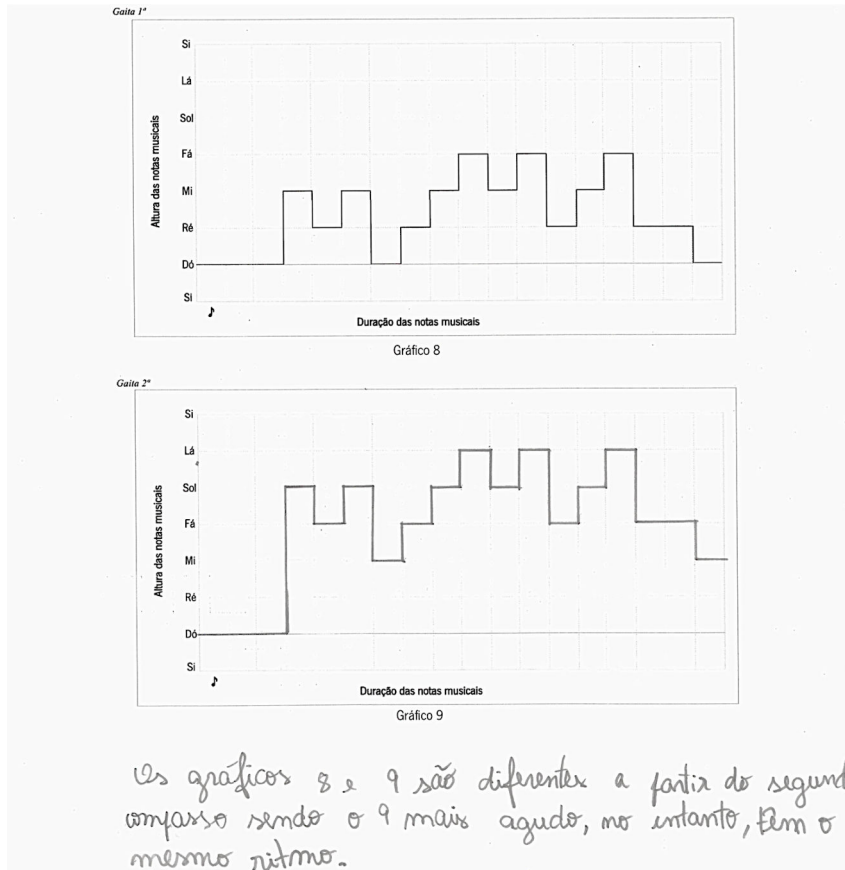 Gaita 1ª
Si
Lá
Sol
Fá
Mi
Ré
Dó
Si
Altura das notas musicais
Duração das notas musicais
Gráfico 8
Gaita 2ª
Si
Lá
Sol
Fá
Mi
Ré
Dó
Si
Altura das notas musicais
Duração das notas musicais
Gráfico 9
Os gráficos 8 e 9 são diferentes a partir do segund
compasso sendo o 9 mais agudo, no entanto, têm o
mesmo ritmo.